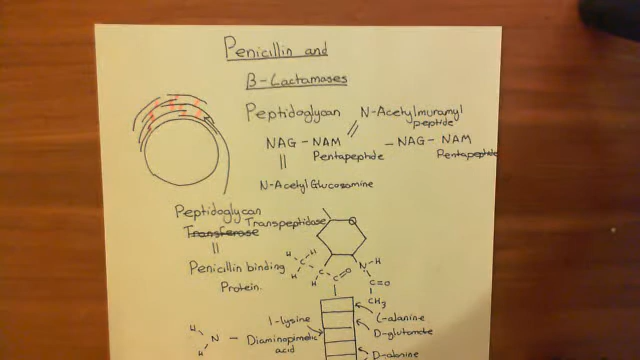 Penicillin and
β-Lactamases
Peptidoglycan
N-Acetylmuramyl
peptide
NAG - NAM - NAG - NAM
Pentapeptide Pentapeptide
N-Acetyl Glucosamine
Peptidoglycan
Transferase Transpeptidase
Penicillin binding
Protein.
O
H H H C C H C=O
N-H
C=O
CH3
L-alanine
D-glutamate
l-lysine
Diaminopimelic
acid
H N H
D-alanine